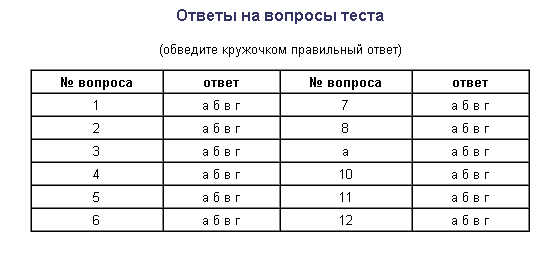 Ответы на вопросы теста
(обведите кружочком правильный ответ)
№ вопроса ответ № вопроса ответ
1 а б в г 7 а б в г
2 а б в г 8 а б в г
3 а б в г а а б в г
4 а б в г 10 а б в г
5 а б в г 11 а б в г
6 а б в г 12 а б в г